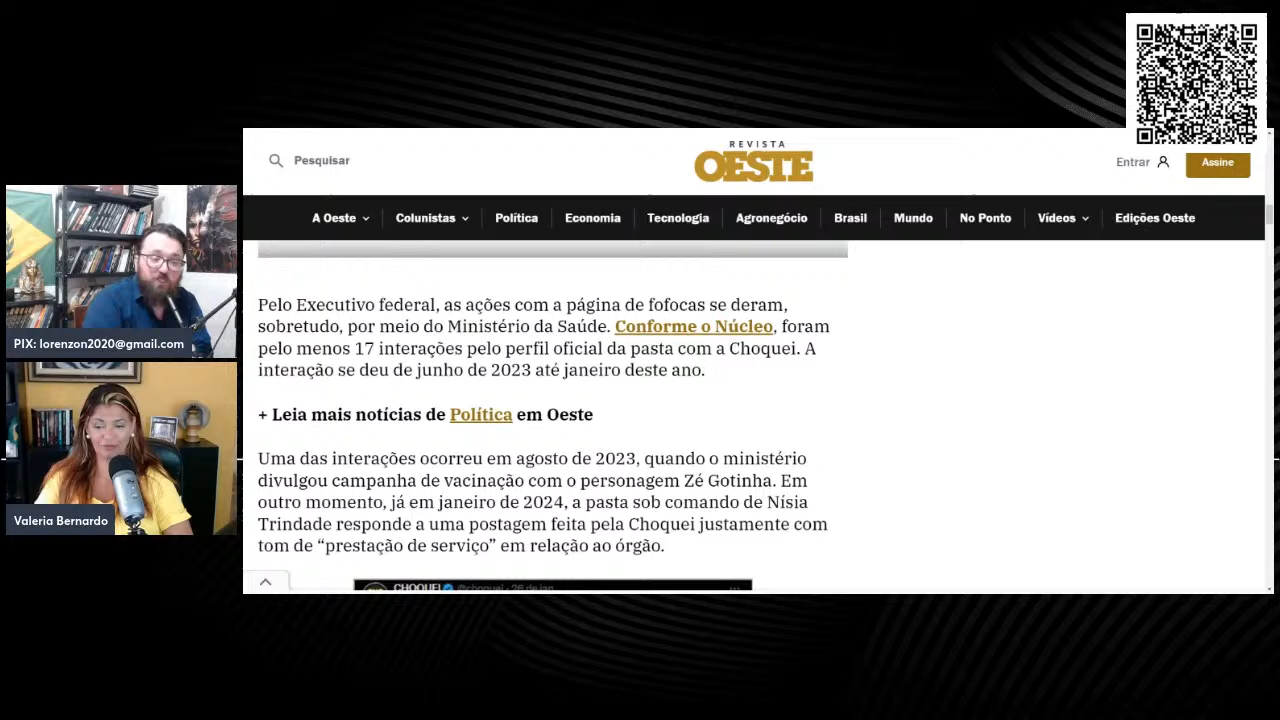 Pesquisar
REVISTA
OESTE
Entrar
Assine
A Oeste
Colunistas
Política
Economia
Tecnologia
Agronegócio
Brasil
Mundo
No Ponto
Vídeos
Edições Oeste
Pelo Executivo federal, as ações com a página de fofocas se deram,
sobretudo, por meio do Ministério da Saúde. Conforme o Núcleo, foram
pelo menos 17 interações pelo perfil oficial da pasta com a Choquei. A
interação se deu de junho de 2023 até janeiro deste ano.
+ Leia mais notícias de Política em Oeste
Uma das interações ocorreu em agosto de 2023, quando o ministério
divulgou campanha de vacinação com o personagem Zé Gotinha. Em
outro momento, já em janeiro de 2024, a pasta sob comando de Nísia
Trindade responde a uma postagem feita pela Choquei justamente com
tom de “prestação de serviço” em relação ao órgão.
CHOQUEI @choquei · 26 de jan
PIX: lorenzon2020@gmail.com
Valeria Bernardo